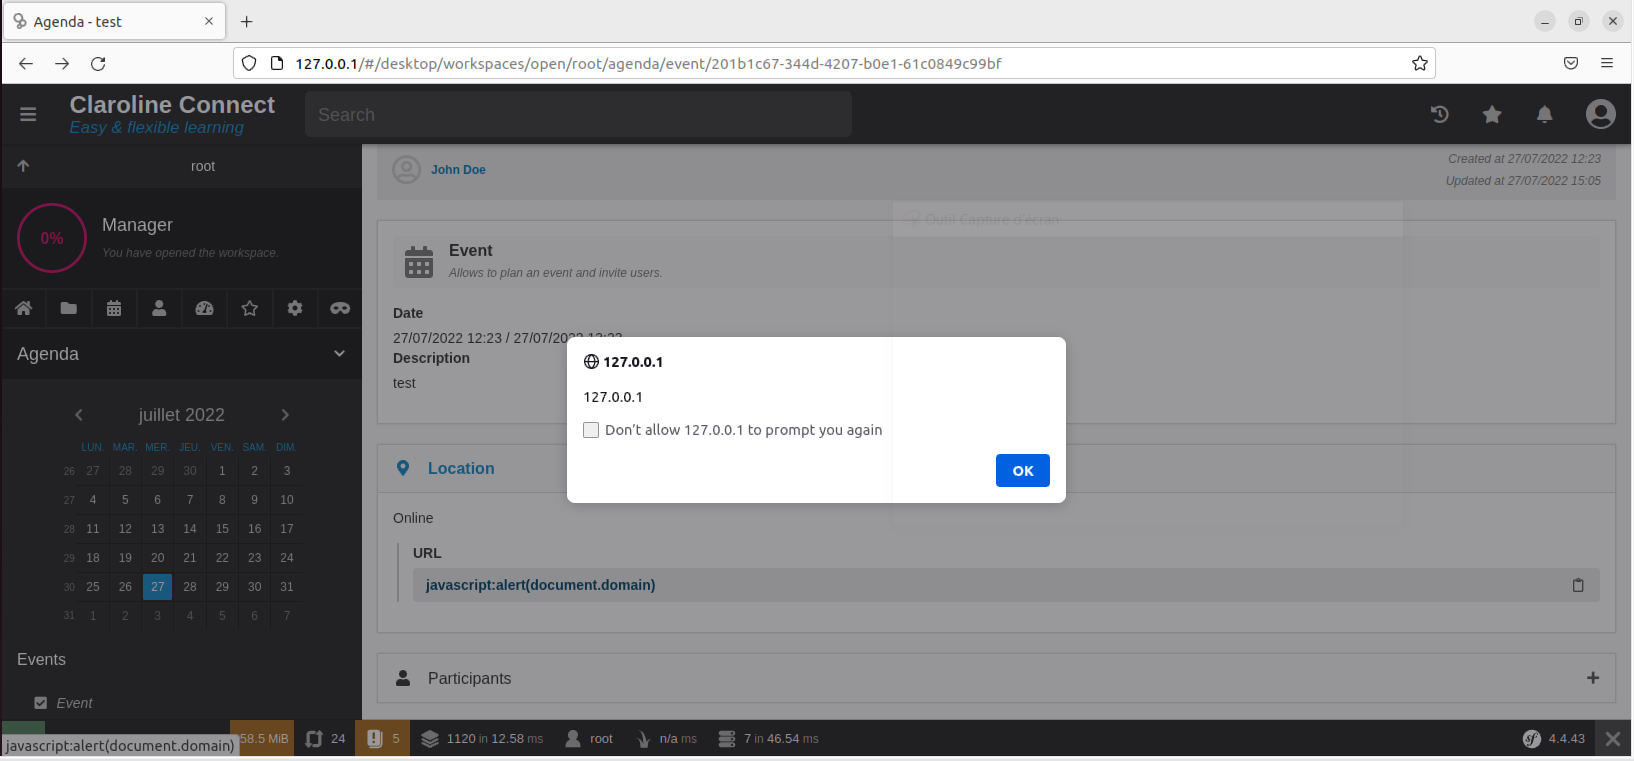 Agenda - test
127.0.0.1/#/desktop/workspaces/open/root/agenda/event/201b1c67-344d-4207-b0e1-61c0849c99bf
Claroline Connect
Easy & flexible learning
Search
root
0%
Manager
You have opened the workspace.
Agenda
juillet 2022
LUN. MAR. MER. JEU. VEN. SAM. DIM.
26 27 28 29 30 1 2 3
27 4 5 6 7 8 9 10
28 11 12 13 14 15 16 17
29 18 19 20 21 22 23 24
30 25 26 27 28 29 30 31
31 1 2 3 4 5 6 7
Events
Event
John Doe
Created at 27/07/2022 12:23
Updated at 27/07/2022 15:05
Outil Capture d'écran
Event
Allows to plan an event and invite users.
Date
27/07/2022 12:23 / 27/07/2022 13:23
Description
test
127.0.0.1
127.0.0.1
Don't allow 127.0.0.1 to prompt you again
OK
Location
Online
URL
javascript:alert(document.domain)
Participants
javascript:alert(document.domain)
58.5 MiB 24 5 1120 in 12.58 ms root n/a ms 7 in 46.54 ms sf 4.4.43